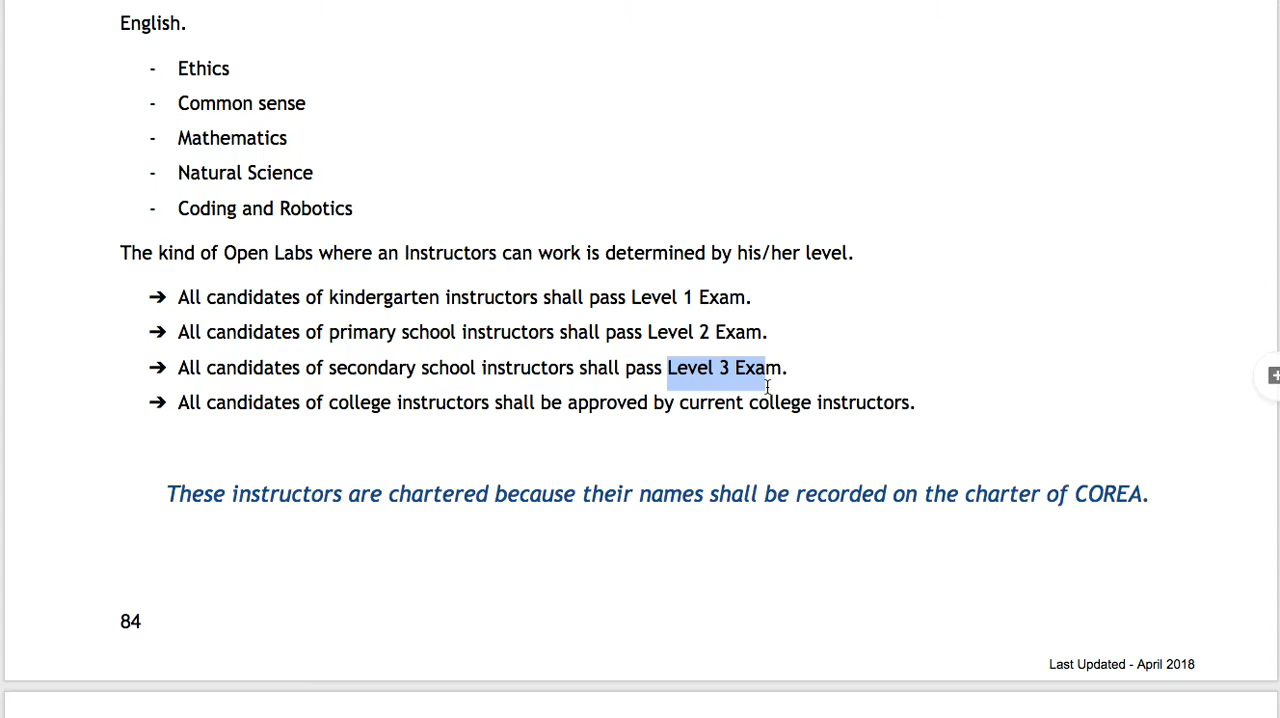 English.
- Ethics
- Common sense
- Mathematics
- Natural Science
- Coding and Robotics
The kind of Open Labs where an Instructors can work is determined by his/her level.
➔ All candidates of kindergarten instructors shall pass Level 1 Exam.
➔ All candidates of primary school instructors shall pass Level 2 Exam.
➔ All candidates of secondary school instructors shall pass Level 3 Exam.
➔ All candidates of college instructors shall be approved by current college instructors.
These instructors are chartered because their names shall be recorded on the charter of COREA.
84
Last Updated - April 2018